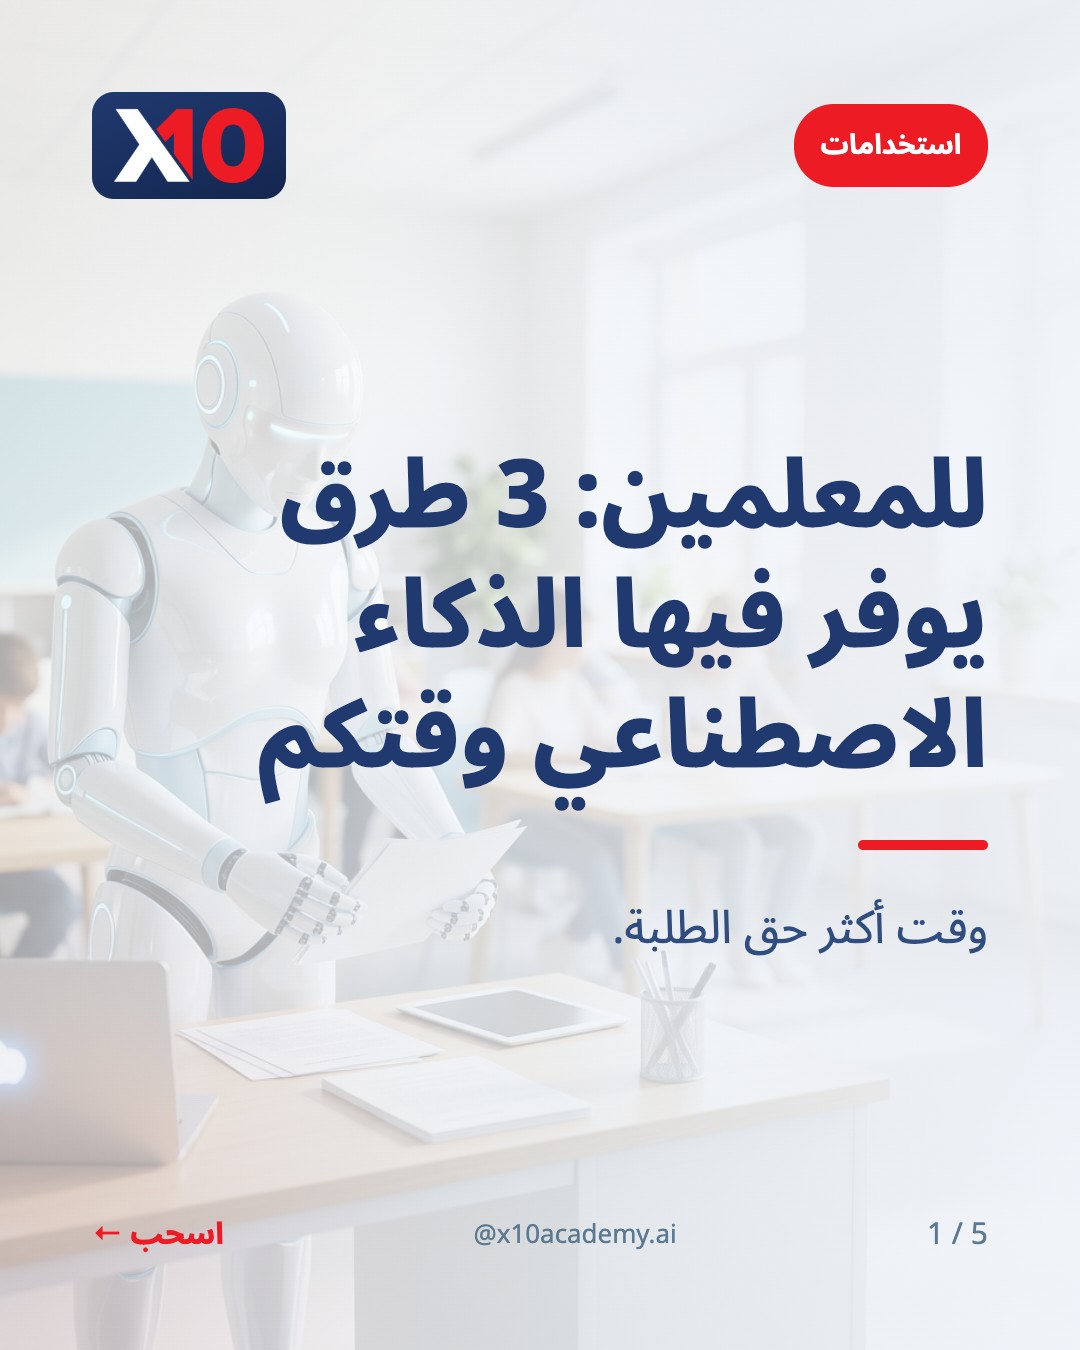 استخدامات
X10
للمعلمين: 3 طرق
يوفر فيها الذكاء
الاصطناعي وقتكم
وقت أكثر حق الطلبة.
1 / 5
@x10academy.ai
اسحب ←